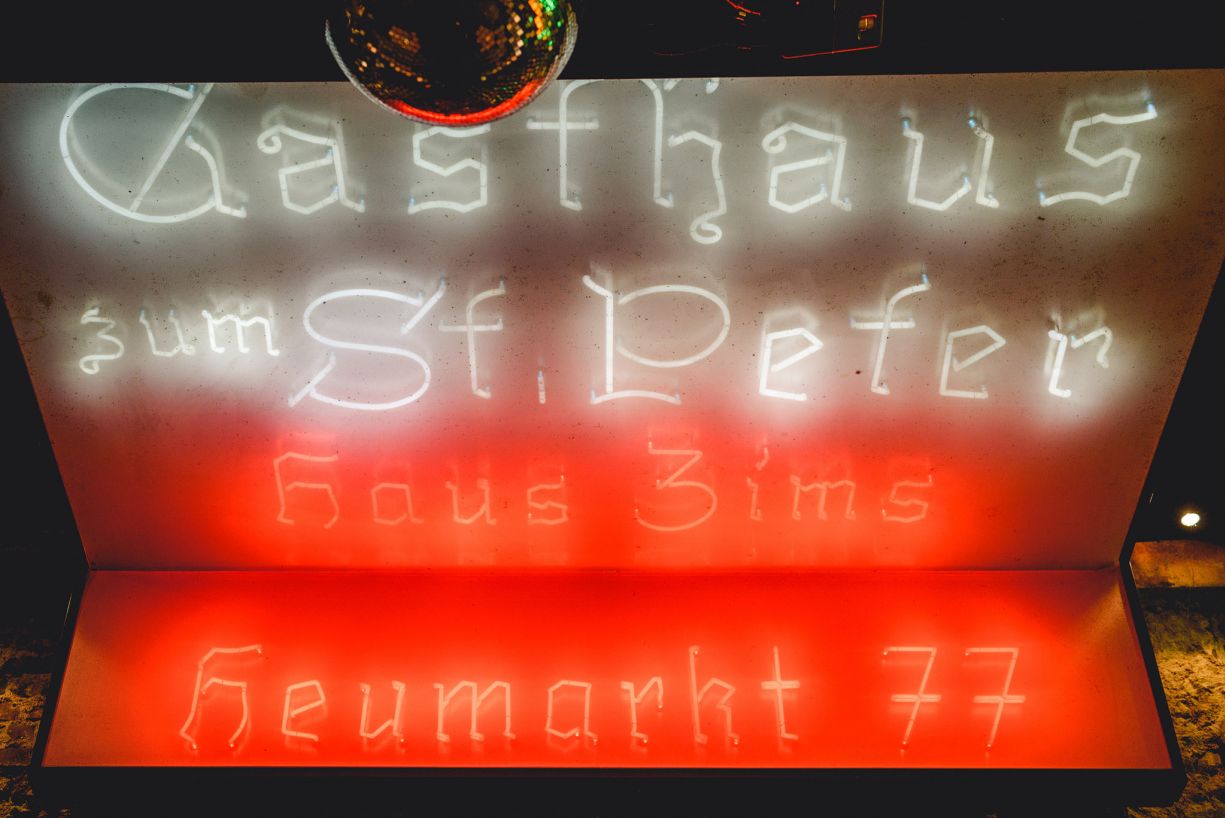 Gasthaus
zum St. Peter
Haus Zims
Heumarkt 77